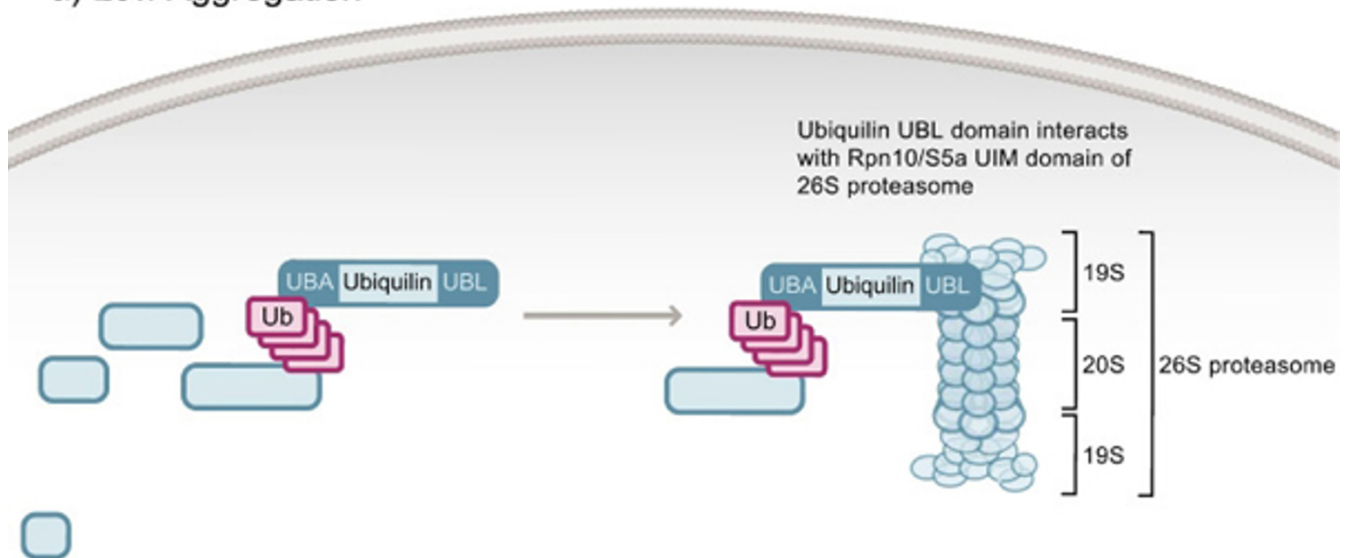 Ubiquilin UBL domain interacts
with Rpn10/S5a UIM domain of
26S proteasome
UBA Ubiquilin UBL
Ub
UBA Ubiquilin UBL
Ub
19S
20S
19S
26S proteasome